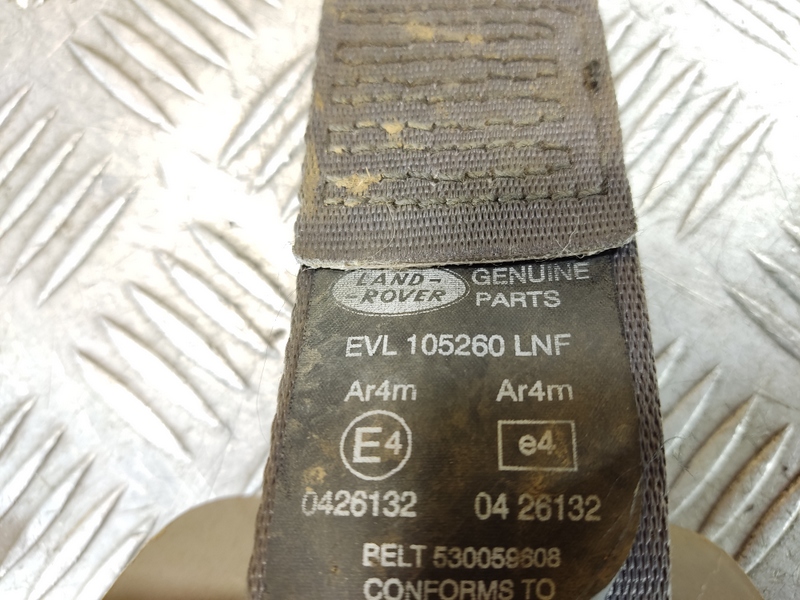 LAND- GENUINE
-ROVER PARTS
EVL 105260 LNF
Ar4m Ar4m
E4 e4
0426132 04 26132
BELT 530059608
CONFORMS TO